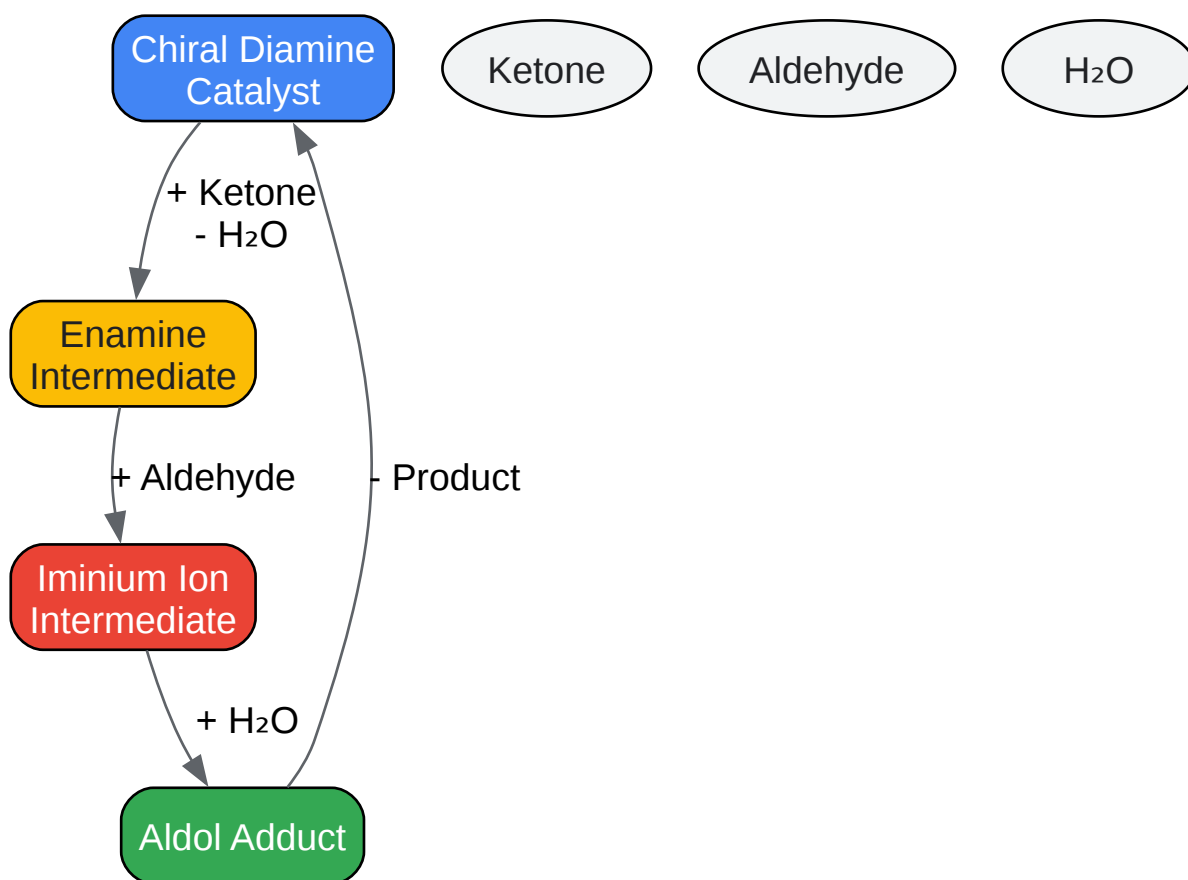 Chiral Diamine
Catalyst
Ketone
Aldehyde
H₂O
+ Ketone
- H₂O
Enamine
Intermediate
+ Aldehyde
- Product
Iminium Ion
Intermediate
+ H₂O
Aldol Adduct